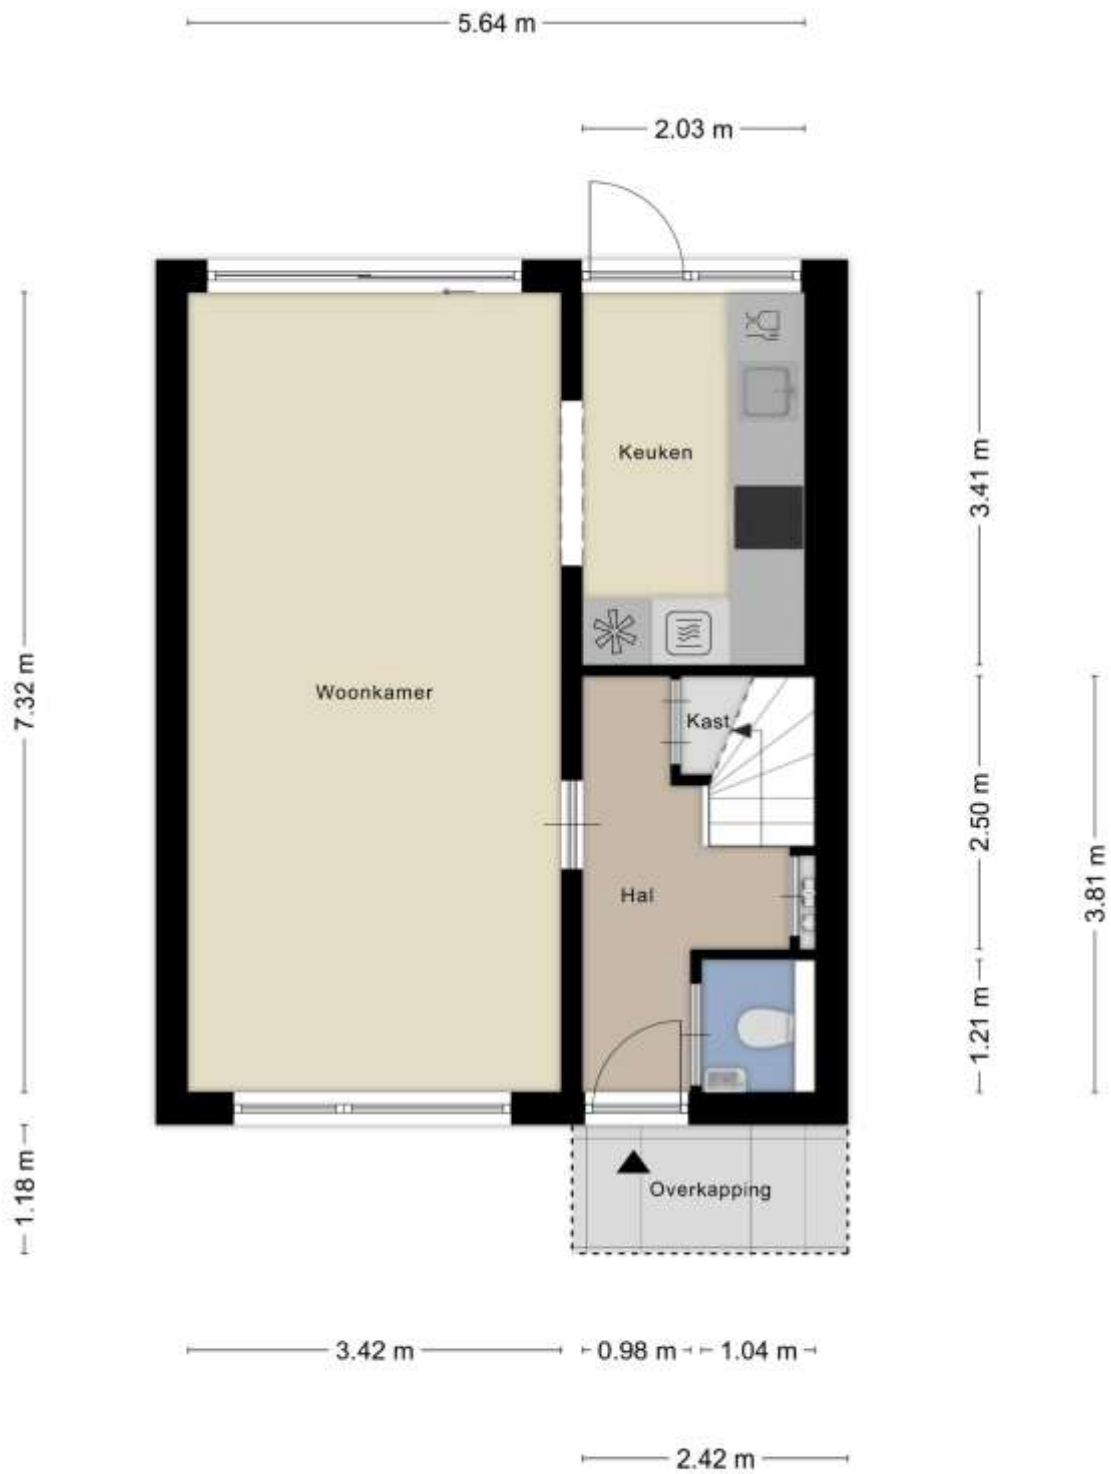 5.64 m
2.03 m
Keuken
3.41 m
7.32 m
Woonkamer
Kast
2.50 m
3.81 m
Hal
1.21 m
1.18 m
Overkapping
3.42 m
0.98 m
1.04 m
2.42 m